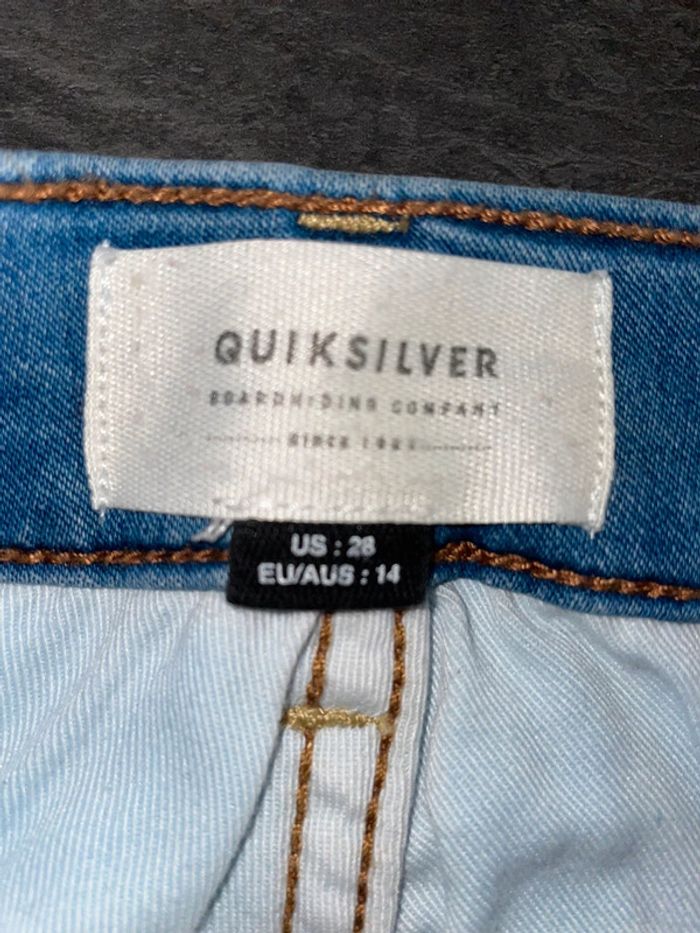 QUIKSILVER
BOARDRIDING COMPANY
SINCE
US : 28
EU/AUS : 14